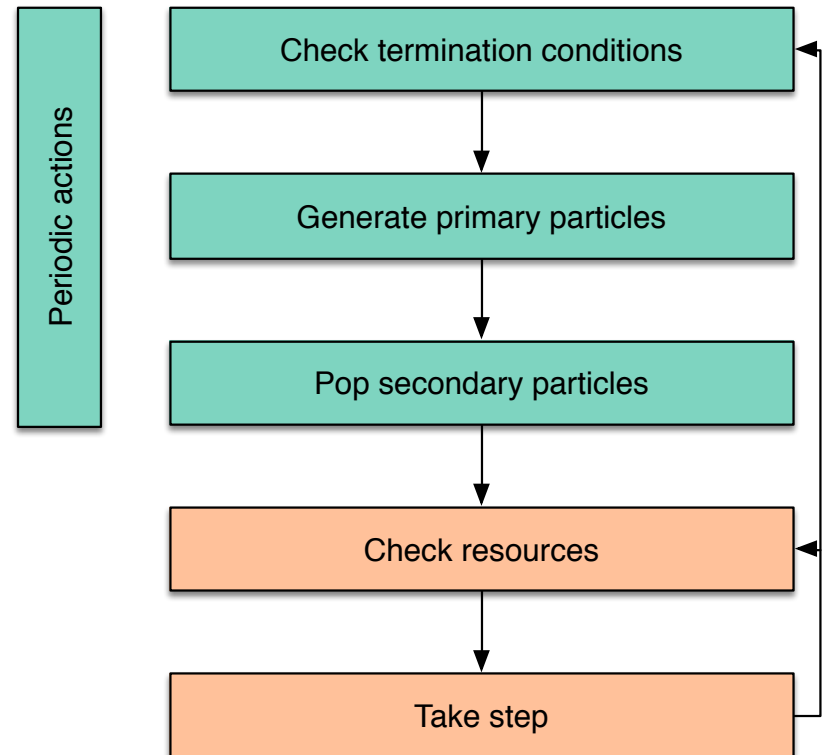 Periodic actions
Check termination conditions
Generate primary particles
Pop secondary particles
Check resources
Take step